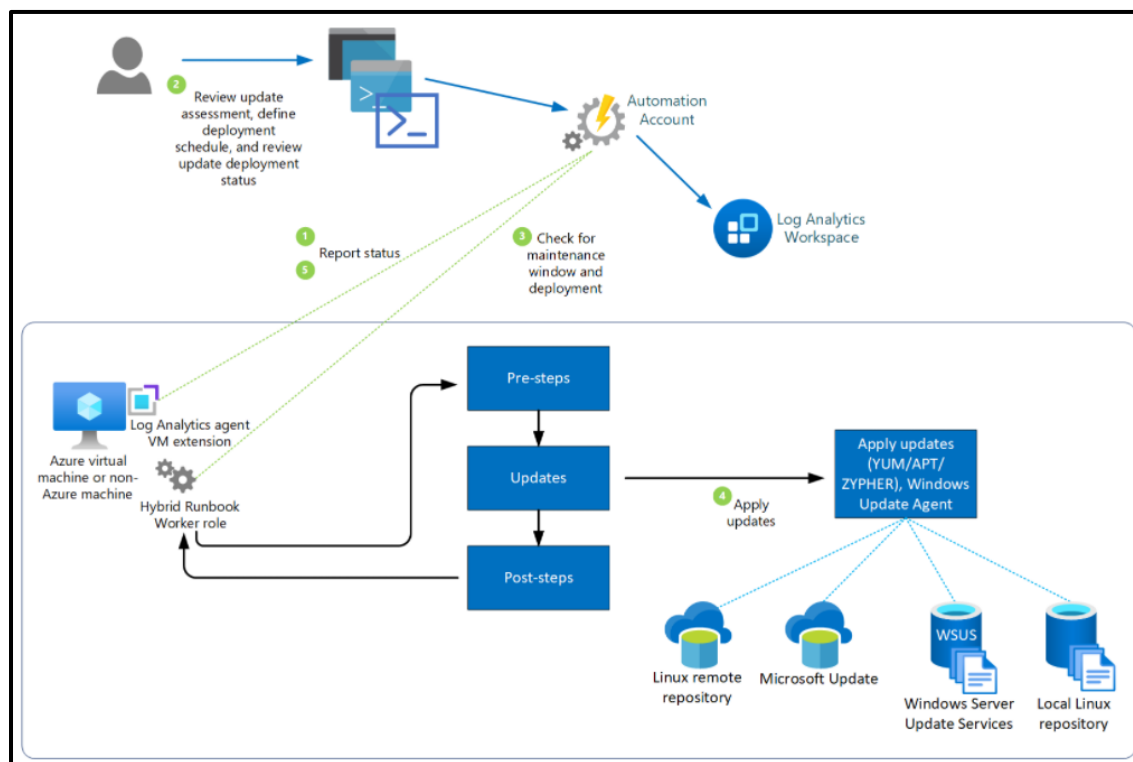 2
Review update
assessment, define
deployment
schedule, and review
update deployment
status
Automation
Account
Log Analytics
Workspace
1
Report status
5
3
Check for
maintenance
window and
deployment
Log Analytics agent
VM extension
Azure virtual
machine or non-
Azure machine
Hybrid Runbook
Worker role
Pre-steps
Updates
Post-steps
4
Apply
updates
Apply updates
(YUM/APT/
ZYPHER), Windows
Update Agent
Linux remote
repository
Microsoft Update
WSUS
Windows Server
Update Services
Local Linux
repository